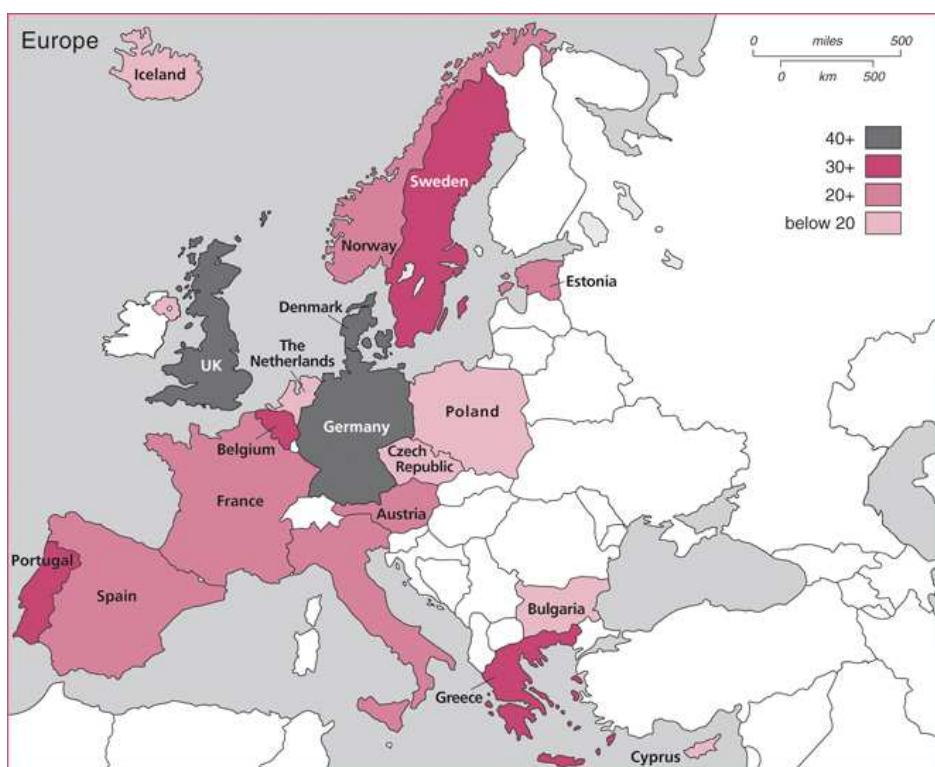 Europe
Iceland
0 miles 500
0 km 500
40+
30+
20+
below 20
Sweden
Norway
Estonia
Denmark
The
Netherlands
UK
Poland
Germany
Belgium
Czech
Republic
France
Austria
Portugal
Spain
Bulgaria
Greece
Cyprus